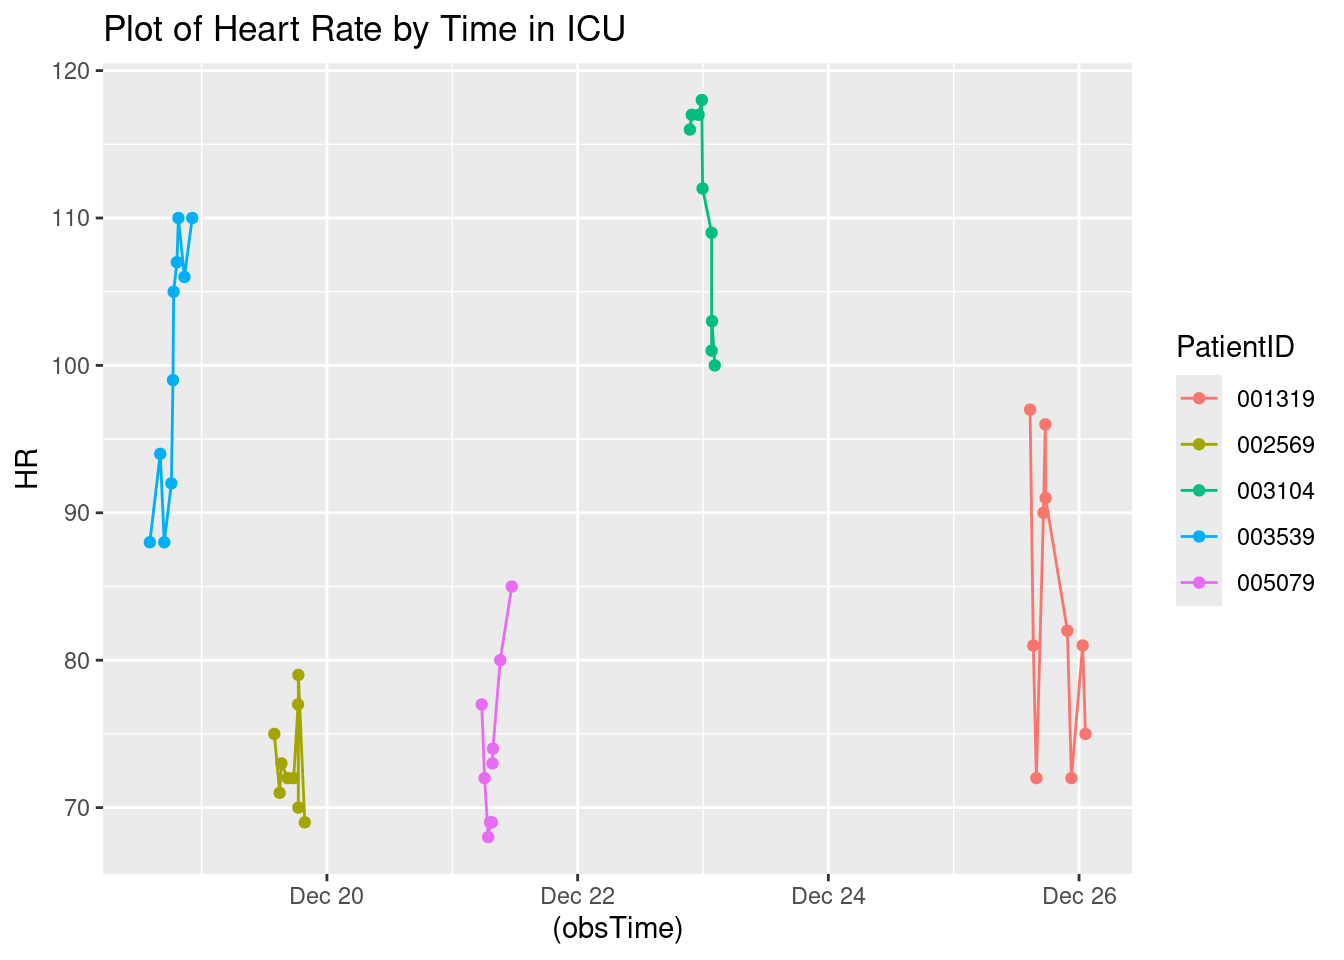 Plot of Heart Rate by Time in ICU
120
110
100
90
80
70
HR
Dec 20
Dec 22
Dec 24
Dec 26
(obsTime)
PatientID
001319
002569
003104
003539
005079